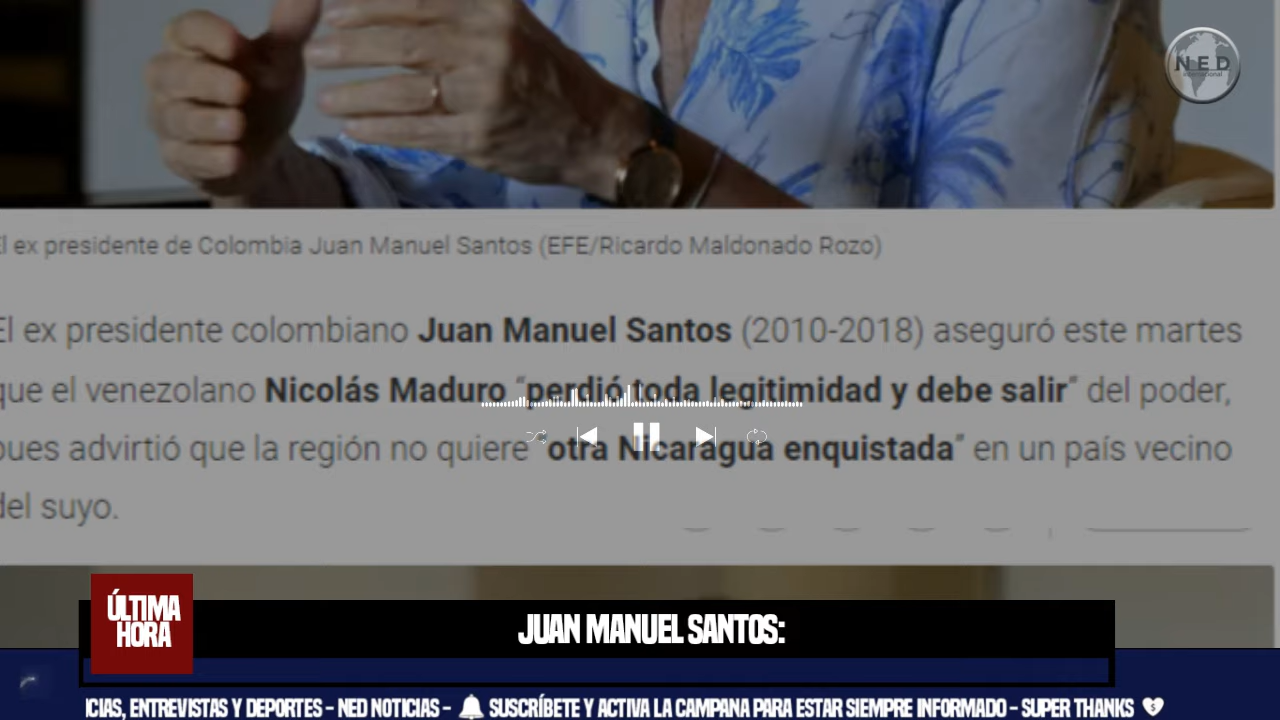 NED
international
El ex presidente de Colombia Juan Manuel Santos (EFE/Ricardo Maldonado Rozo)
El ex presidente colombiano Juan Manuel Santos (2010-2018) aseguró este martes
que el venezolano Nicolás Maduro “perdió toda legitimidad y debe salir” del poder,
pues advirtió que la región no quiere “otra Nicaragua enquistada” en un país vecino
del suyo.
ÚLTIMA
HORA
JUAN MANUEL SANTOS:
ICIAS, ENTREVISTAS Y DEPORTES - NED NOTICIAS - 🔔 SUSCRÍBETE Y ACTIVA LA CAMPANA PARA ESTAR SIEMPRE INFORMADO - SUPER THANKS